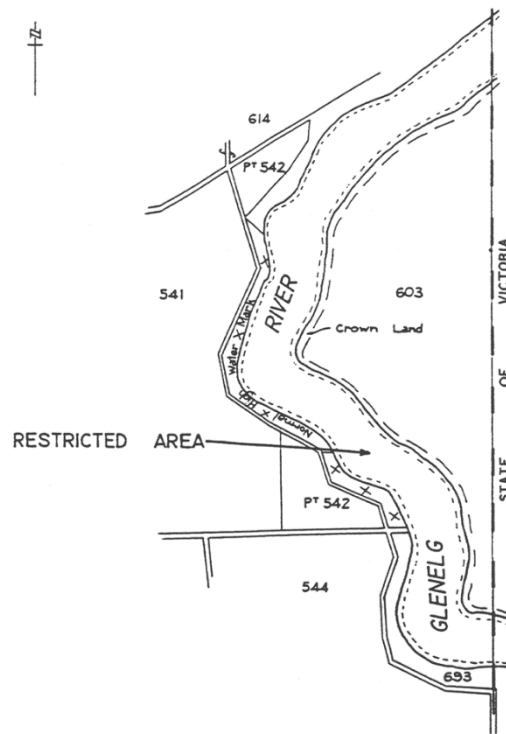 N
614
PT 542
541
RIVER
603
Crown Land
Normal High Water Mark
RESTRICTED AREA
PT 542
544
GLENELG
693
STATE OF VICTORIA